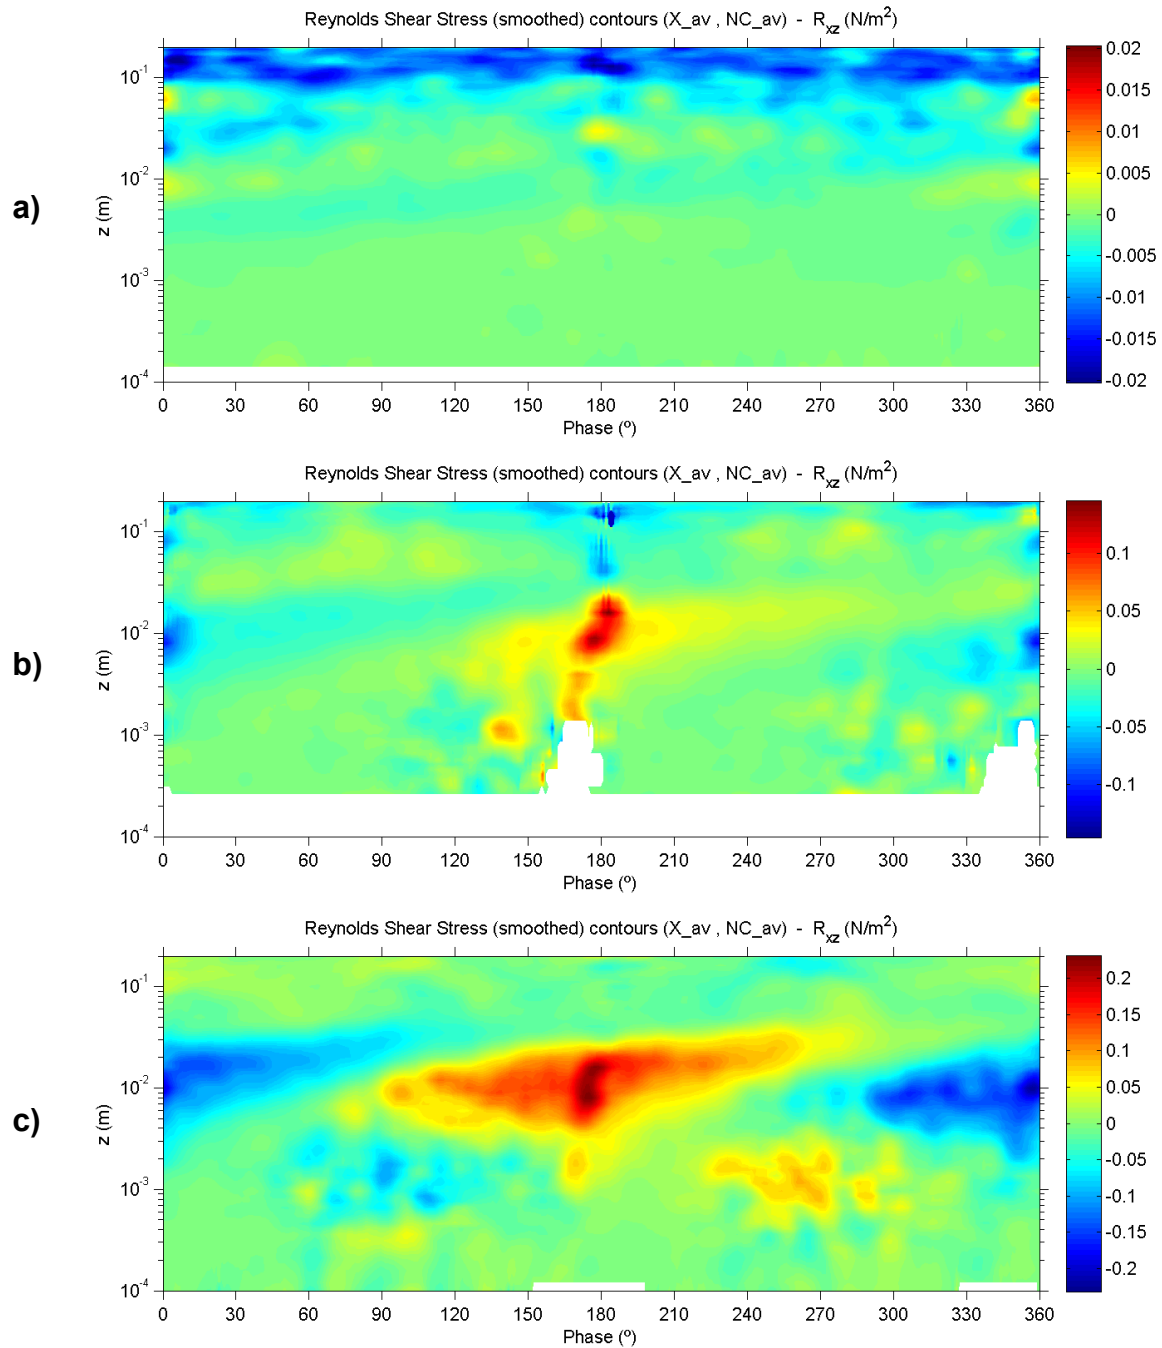 Reynolds Shear Stress (smoothed) contours (X_av , NC_av) - Rxz (N/m²)
a)
z (m)
10⁻¹
10⁻²
10⁻³
10⁻⁴
0 30 60 90 120 150 180 210 240 270 300 330 360
Phase (º)
0.02
0.015
0.01
0.005
0
-0.005
-0.01
-0.015
-0.02
Reynolds Shear Stress (smoothed) contours (X_av , NC_av) - Rxz (N/m²)
b)
z (m)
10⁻¹
10⁻²
10⁻³
10⁻⁴
0 30 60 90 120 150 180 210 240 270 300 330 360
Phase (º)
0.1
0.05
0
-0.05
-0.1
Reynolds Shear Stress (smoothed) contours (X_av , NC_av) - Rxz (N/m²)
c)
z (m)
10⁻¹
10⁻²
10⁻³
10⁻⁴
0 30 60 90 120 150 180 210 240 270 300 330 360
Phase (º)
0.2
0.15
0.1
0.05
0
-0.05
-0.1
-0.15
-0.2